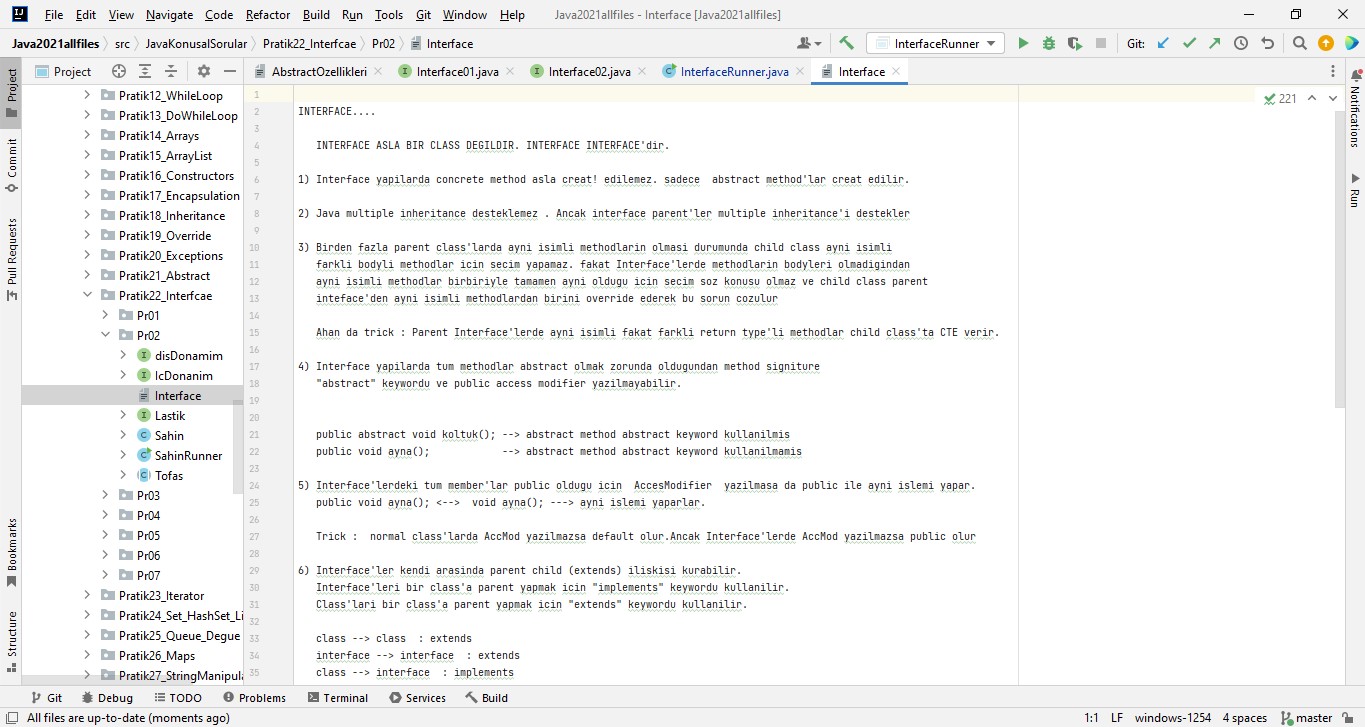 File Edit View Navigate Code Refactor Build Run Tools Git Window Help Java2021allfiles - Interface [Java2021allfiles]
Java2021allfiles src JavaKonusalSorular Pratik22_Interfcae Pr02 Interface InterfaceRunner Git:
Project AbstractOzellikleri Interface01.java Interface02.java InterfaceRunner.java Interface
Project
Commit
Pull Requests
Bookmarks
Structure
Pratik12_WhileLoop
Pratik13_DoWhileLoop
Pratik14_Arrays
Pratik15_ArrayList
Pratik16_Constructors
Pratik17_Encapsulation
Pratik18_Inheritance
Pratik19_Override
Pratik20_Exceptions
Pratik21_Abstract
Pratik22_Interfcae
Pr01
Pr02
disDonamim
IcDonanim
Interface
Lastik
Sahin
SahinRunner
Tofas
Pr03
Pr04
Pr05
Pr06
Pr07
Pratik23_Iterator
Pratik24_Set_HashSet_Li
Pratik25_Queue_Degue
Pratik26_Maps
Pratik27_StringManipula
221
Notifications
Run
1
2 INTERFACE....
3
4 INTERFACE ASLA BIR CLASS DEGILDIR. INTERFACE INTERFACE'dir.
5
6 1) Interface yapilarda concrete method asla creat! edilemez. sadece abstract method'lar creat edilir.
7
8 2) Java multiple inheritance desteklemez . Ancak interface parent'ler multiple inheritance'i destekler
9
10 3) Birden fazla parent class'larda ayni isimli methodlarin olmasi durumunda child class ayni isimli
11 farkli bodyli methodlar icin secim yapamaz. fakat Interface'lerde methodlarin bodyleri olmadigindan
12 ayni isimli methodlar birbiriyle tamamen ayni oldugu icin secim soz konusu olmaz ve child class parent
13 inteface'den ayni isimli methodlardan birini override ederek bu sorun cozulur
14
15 Ahan da trick : Parent Interface'lerde ayni isimli fakat farkli return type'li methodlar child class'ta CTE verir.
16
17 4) Interface yapilarda tum methodlar abstract olmak zorunda oldugundan method signiture
18 "abstract" keywordu ve public access modifier yazilmayabilir.
19
20
21 public abstract void koltuk(); --> abstract method abstract keyword kullanilmis
22 public void ayna(); --> abstract method abstract keyword kullanilmamis
23
24 5) Interface'lerdeki tum member'lar public oldugu icin AccesModifier yazilmasa da public ile ayni islemi yapar.
25 public void ayna(); <--> void ayna(); ---> ayni islemi yaparlar.
26
27 Trick : normal class'larda AccMod yazilmazsa default olur.Ancak Interface'lerde AccMod yazilmazsa public olur
28
29 6) Interface'ler kendi arasinda parent child (extends) iliskisi kurabilir.
30 Interface'leri bir class'a parent yapmak icin "implements" keywordu kullanilir.
31 Class'lari bir class'a parent yapmak icin "extends" keywordu kullanilir.
32
33 class --> class : extends
34 interface --> interface : extends
35 class --> interface : implements
Git Debug TODO Problems Terminal Services Build
All files are up-to-date (moments ago) 1:1 LF windows-1254 4 spaces master